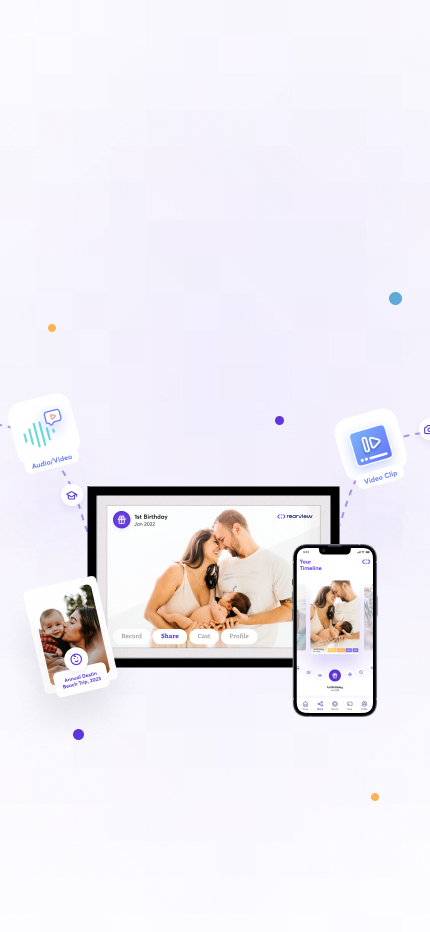 Audio/Video
Video Clip
1st Birthday
Jan 2022
rearview
Record
Share
Cast
Profile
Your
Timeline
Annual Destin
Beach Trip, 2023
1st Birthday